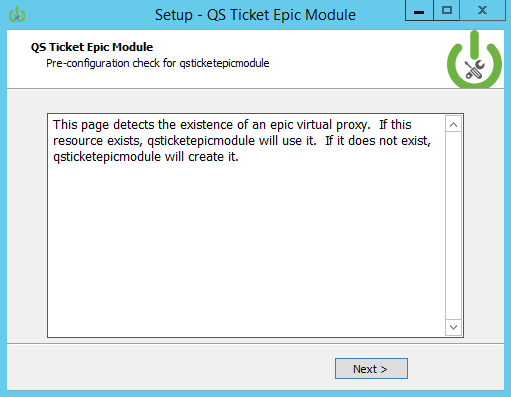 Setup - QS Ticket Epic Module
QS Ticket Epic Module
Pre-configuration check for qsticketepicmodule
This page detects the existence of an epic virtual proxy.  If this
resource exists, qsticketepicmodule will use it.  If it does not exist,
qsticketepicmodule will create it.
Next >